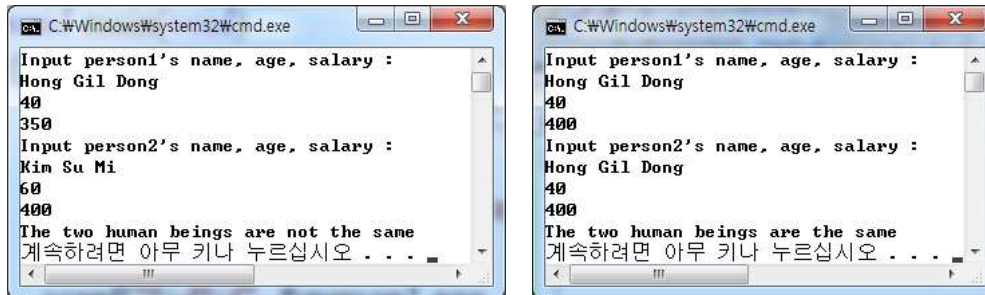 C:₩Windows₩system32₩cmd.exe
Input person1's name, age, salary :
Hong Gil Dong
40
350
Input person2's name, age, salary :
Kim Su Mi
60
400
The two human beings are not the same
계속하려면 아무 키나 누르십시오 . . .
C:₩Windows₩system32₩cmd.exe
Input person1's name, age, salary :
Hong Gil Dong
40
400
Input person2's name, age, salary :
Hong Gil Dong
40
400
The two human beings are the same
계속하려면 아무 키나 누르십시오 . . .